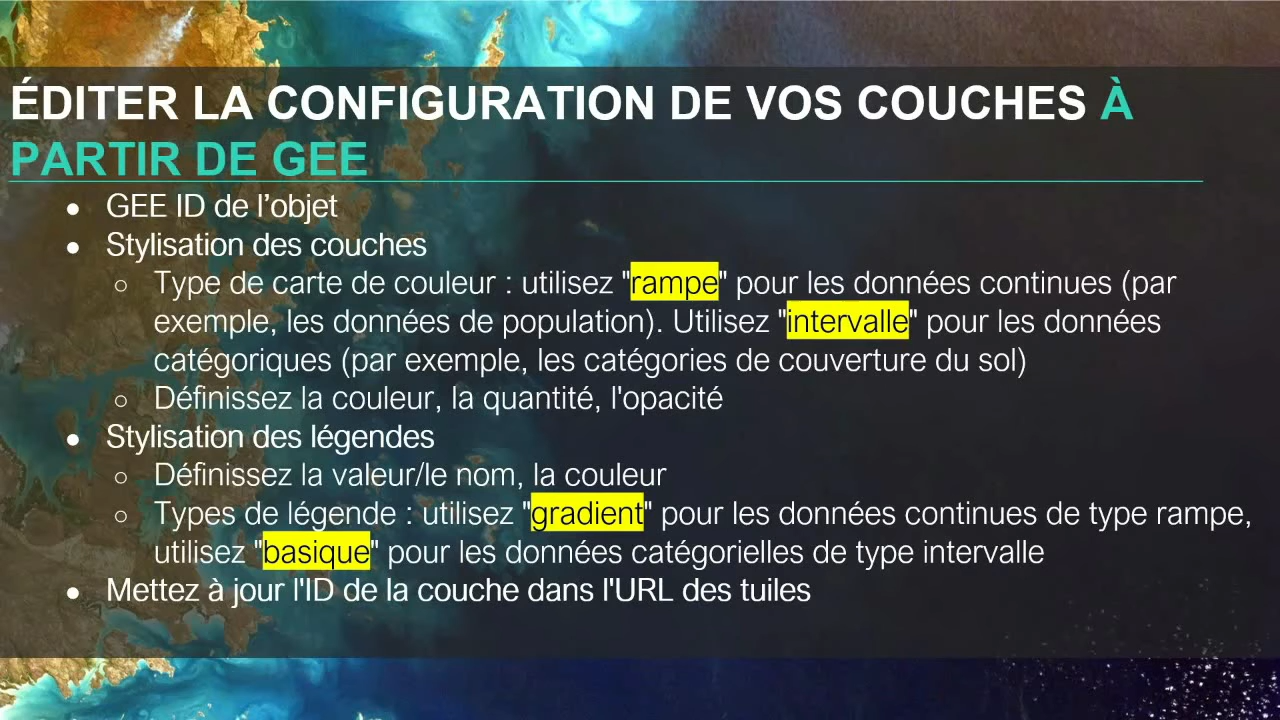 ÉDITER LA CONFIGURATION DE VOS COUCHES À
PARTIR DE GEE
● GEE ID de l’objet
● Stylisation des couches
○ Type de carte de couleur : utilisez "rampe" pour les données continues (par
exemple, les données de population). Utilisez "intervalle" pour les données
catégoriques (par exemple, les catégories de couverture du sol)
○ Définissez la couleur, la quantité, l'opacité
● Stylisation des légendes
○ Définissez la valeur/le nom, la couleur
○ Types de légende : utilisez "gradient" pour les données continues de type rampe,
utilisez "basique" pour les données catégorielles de type intervalle
● Mettez à jour l'ID de la couche dans l'URL des tuiles